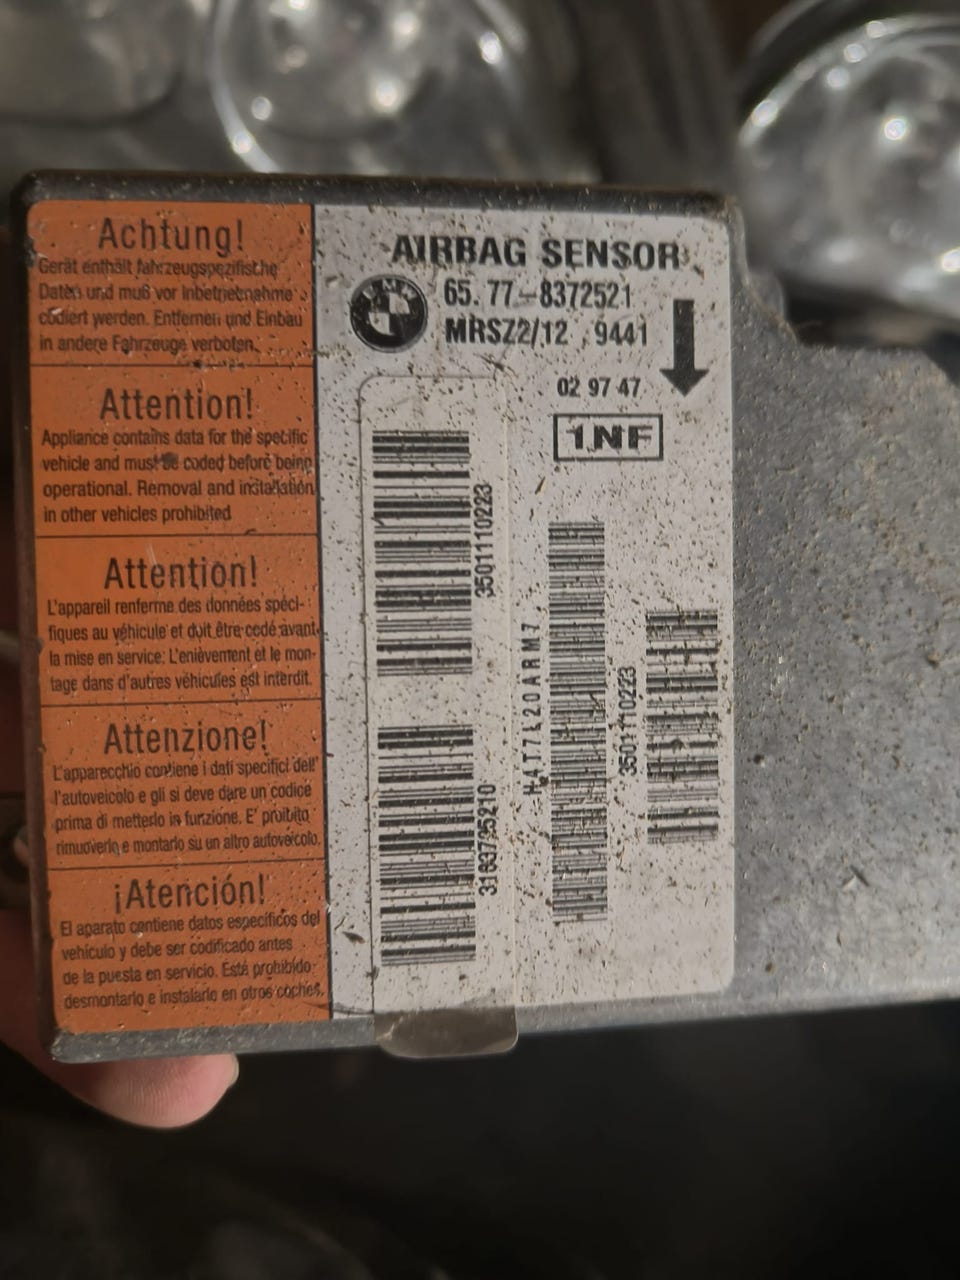 Achtung!
Gerät enthält fahrzeugspezifische
Daten und muß vor Inbetriebnahme
codiert werden. Entfernen und Einbau
in andere Fahrzeuge verboten.
Attention!
Appliance contains data for the specific
vehicle and must be coded before being
operational. Removal and installation
in other vehicles prohibited
Attention!
L'appareil renferme des données spéci-
fiques au véhicule et doit être codé avant
la mise en service: L'enièvement et le mon-
tage dans d'autres véhicules est interdit.
Attenzione!
L'apparecchio contiene i dati specifici dell'
l'autoveicolo e gli si deve dare un codice
prima di metterlo in funzione. E' proibito
rimuoverlo e montarlo su un altro autoveicolo.
¡Atención!
El aparato contiene datos específicos del
vehículo y debe ser codificado antes
de la puesta en servicio. Está prohibido
desmontarlo e instalarlo en otros coches.
AIRBAG SENSOR
BMW
65.77-8372521
MRSZ2/12 9441
02 97 47
1NF
3501110223
3163735210
3501110223